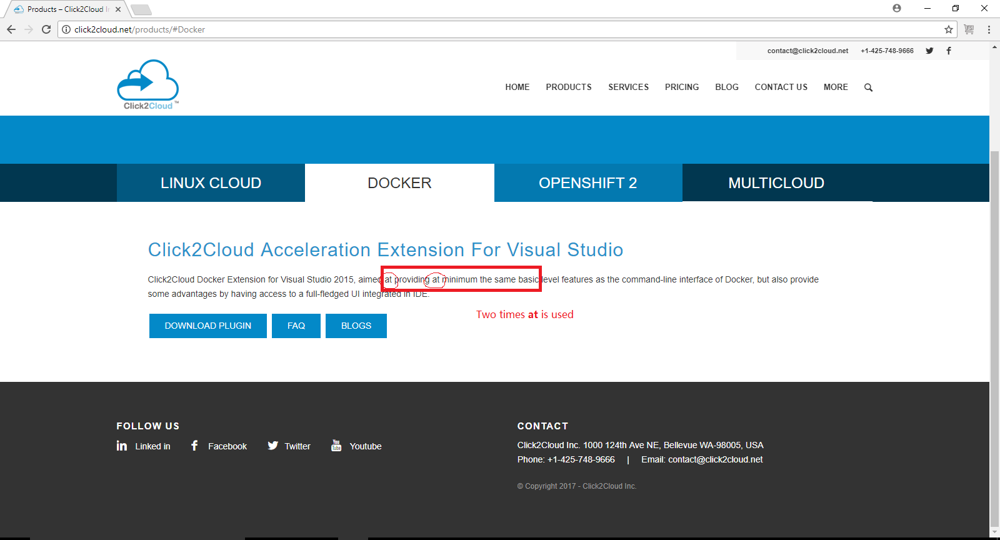 Products – Click2Cloud In
click2cloud.net/products/#Docker
contact@click2cloud.net +1-425-748-9666
Click2Cloud ™
HOME PRODUCTS SERVICES PRICING BLOG CONTACT US MORE
LINUX CLOUD DOCKER OPENSHIFT 2 MULTICLOUD
Click2Cloud Acceleration Extension For Visual Studio
Click2Cloud Docker Extension for Visual Studio 2015, aimed at providing at minimum the same basic level features as the command-line interface of Docker, but also provide
some advantages by having access to a full-fledged UI integrated in IDE.
Two times at is used
DOWNLOAD PLUGIN FAQ BLOGS
FOLLOW US
Linked in Facebook Twitter Youtube
CONTACT
Click2Cloud Inc. 1000 124th Ave NE, Bellevue WA-98005, USA
Phone: +1-425-748-9666 | Email: contact@click2cloud.net
© Copyright 2017 - Click2Cloud Inc.